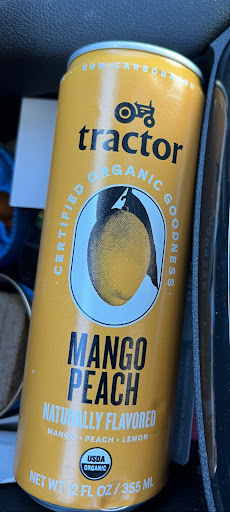 NON-CARBONATED
tractor
· CERTIFIED ORGANIC GOODNESS ·
MANGO
PEACH
NATURALLY FLAVORED
MANGO · PEACH · LEMON
USDA
ORGANIC
NET WT 12 FL OZ / 355 ML